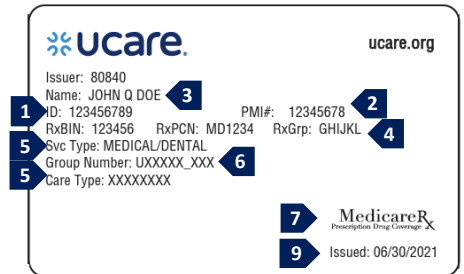 ucare. ucare.org
Issuer: 80840
Name: JOHN Q DOE 3
1 ID: 123456789 PMI#: 12345678 2
RxBIN: 123456 RxPCN: MD1234 RxGrp: GHIJKL 4
5 Svc Type: MEDICAL/DENTAL
Group Number: UXXXXX_XXX 6
5 Care Type: XXXXXXXX
7 MedicareRx
Prescription Drug Coverage
9 Issued: 06/30/2021